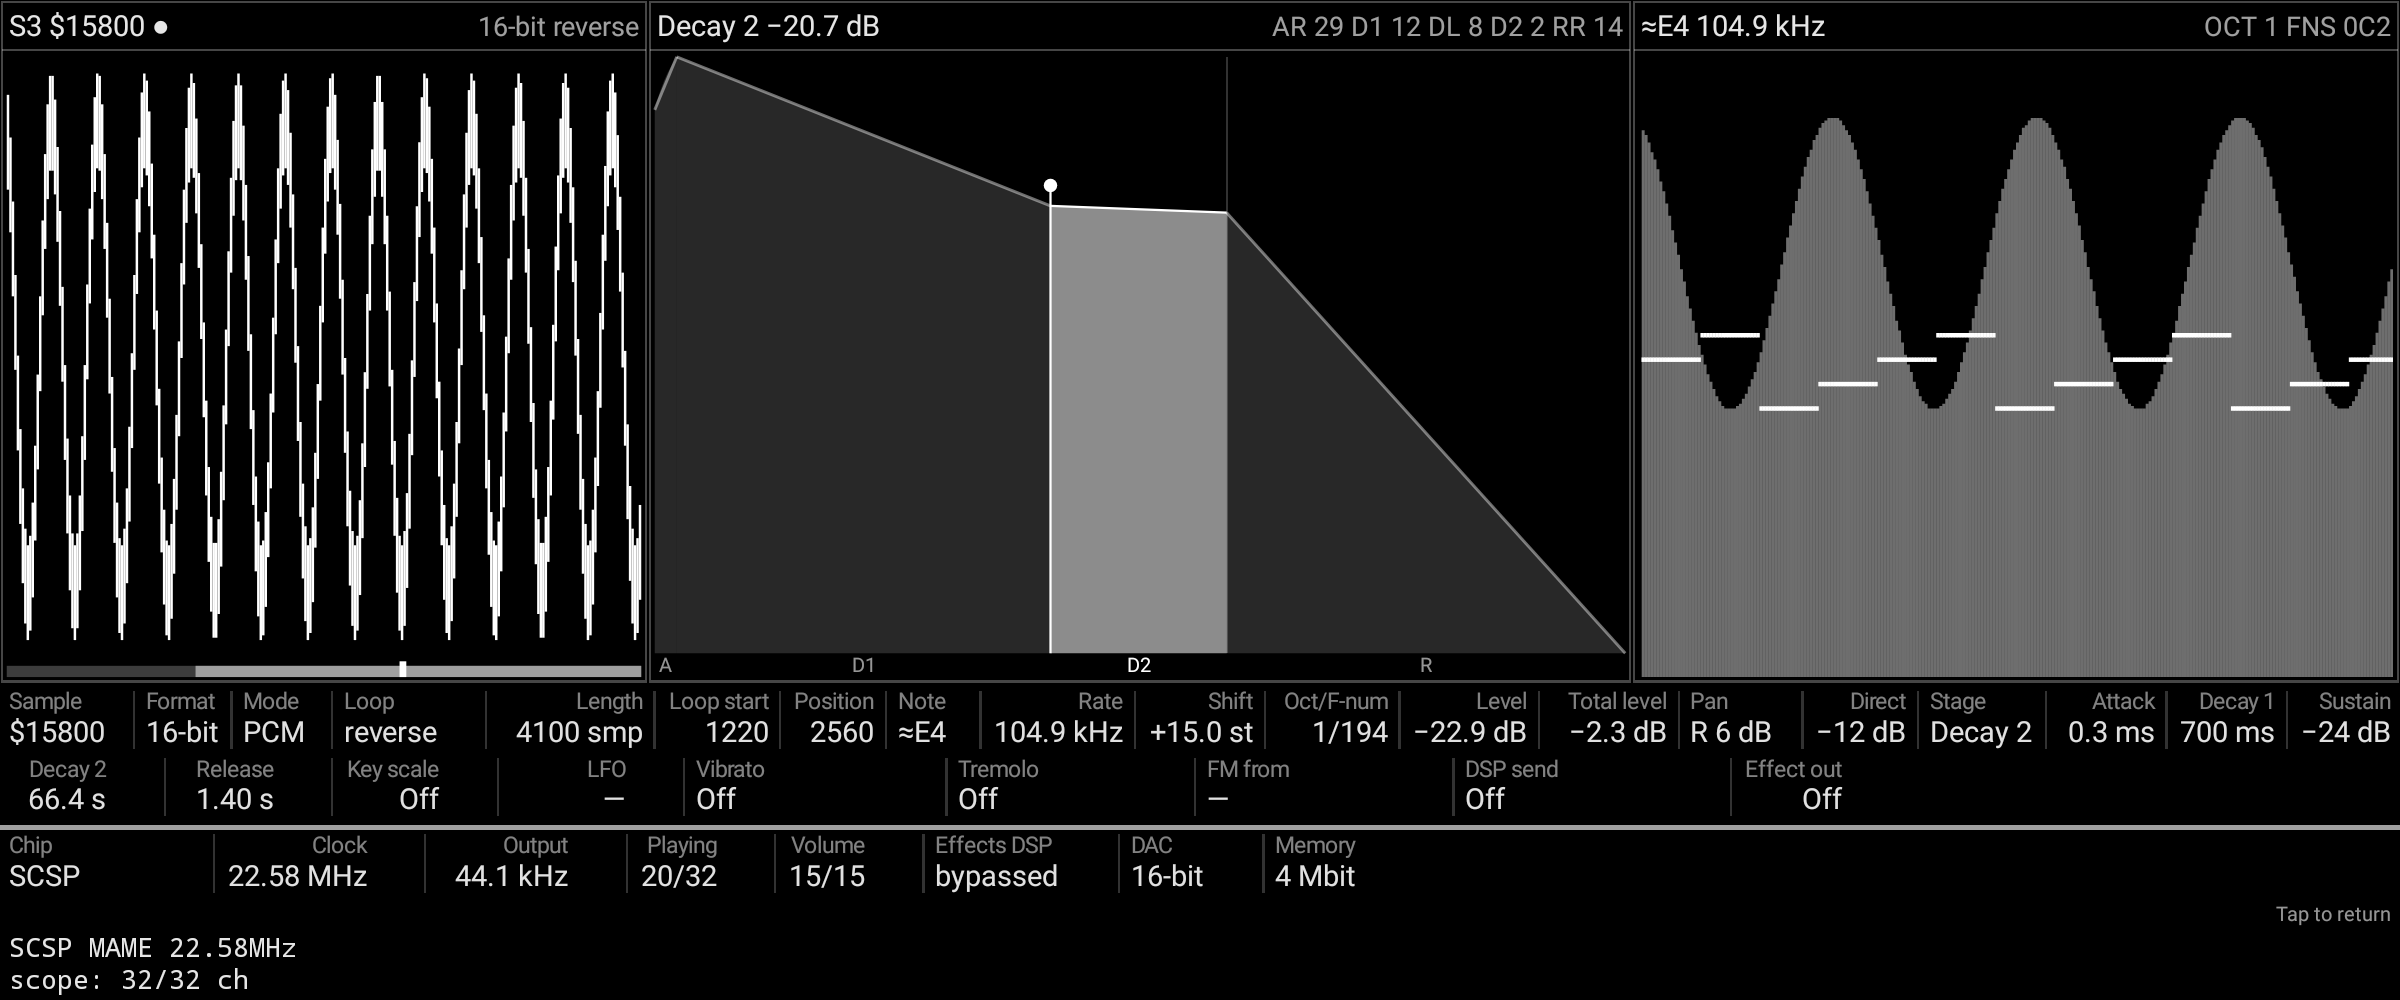 S3 $15800 ● 16-bit reverse
Decay 2 −20.7 dB AR 29 D1 12 DL 8 D2 2 RR 14
≈E4 104.9 kHz OCT 1 FNS 0C2
A D1 D2 R
Sample Format Mode Loop Length Loop start Position Note Rate Shift Oct/F-num Level Total level Pan Direct Stage Attack Decay 1 Sustain
$15800 16-bit PCM reverse 4100 smp 1220 2560 ≈E4 104.9 kHz +15.0 st 1/194 −22.9 dB −2.3 dB R 6 dB −12 dB Decay 2 0.3 ms 700 ms −24 dB
Decay 2 Release Key scale LFO Vibrato Tremolo FM from DSP send Effect out
66.4 s 1.40 s Off — Off Off — Off Off
Chip Clock Output Playing Volume Effects DSP DAC Memory
SCSP 22.58 MHz 44.1 kHz 20/32 15/15 bypassed 16-bit 4 Mbit
Tap to return
SCSP MAME 22.58MHz
scope: 32/32 ch